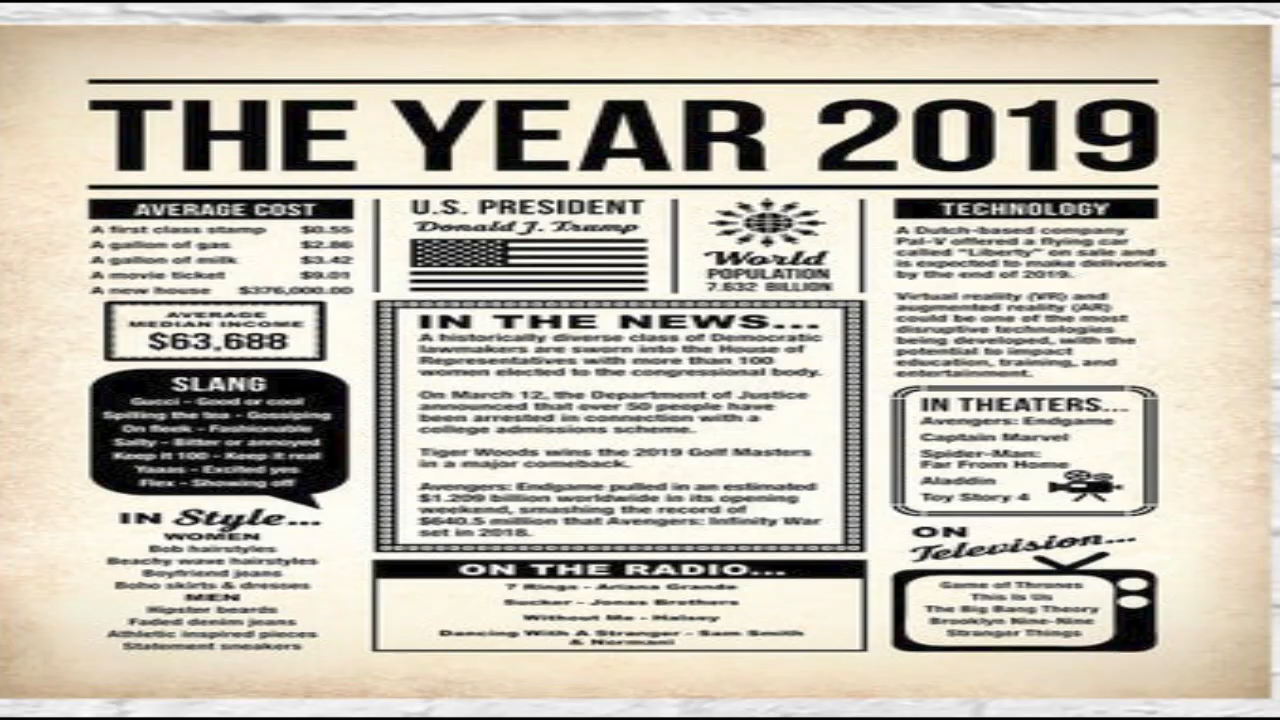 THE YEAR 2019
AVERAGE COST
A first class stamp $0.55
A gallon of gas $2.86
A gallon of milk $3.42
A movie ticket $9.01
A new house $376,000.00
AVERAGE
MEDIAN INCOME
$63,688
SLANG
Gucci - Good or cool
Spilling the tea - Gossiping
On fleek - Fashionable
Salty - Bitter or annoyed
Keep it 100 - Keep it real
Yaaas - Excited yes
Flex - Showing off
IN Style...
WOMEN
Bob hairstyles
Beachy wave hairstyles
Boyfriend jeans
Boho skirts & dresses
MEN
Hipster beards
Faded denim jeans
Athletic inspired pieces
Statement sneakers
U.S. PRESIDENT
Donald J. Trump
World
POPULATION
7.632 BILLION
IN THE NEWS...
A historically diverse class of Democratic
lawmakers are sworn into the House of
Representatives with more than 100
women elected to the congressional body.
On March 12, the Department of Justice
announced that over 50 people have
been arrested in connection with a
college admissions scheme.
Tiger Woods wins the 2019 Golf Masters
in a major comeback.
Avengers: Endgame pulled in an estimated
$1.209 billion worldwide in its opening
weekend, smashing the record of
$640.5 million that Avengers: Infinity War
set in 2018.
ON THE RADIO...
7 Rings - Ariana Grande
Sucker - Jonas Brothers
Without Me - Halsey
Dancing With A Stranger - Sam Smith
& Normani
TECHNOLOGY
A Dutch-based company
Pal-V offered a flying car
called "Liberty" on sale and
is expected to make deliveries
by the end of 2019.
Virtual reality (VR) and
augmented reality (AR)
could be one of the most
disruptive technologies
being developed, with the
potential to impact
education, training, and
entertainment.
IN THEATERS...
Avengers: Endgame
Captain Marvel
Spider-Man:
Far From Home
Aladdin
Toy Story 4
ON
Television...
Game of Thrones
This Is Us
The Big Bang Theory
Brooklyn Nine-Nine
Stranger Things